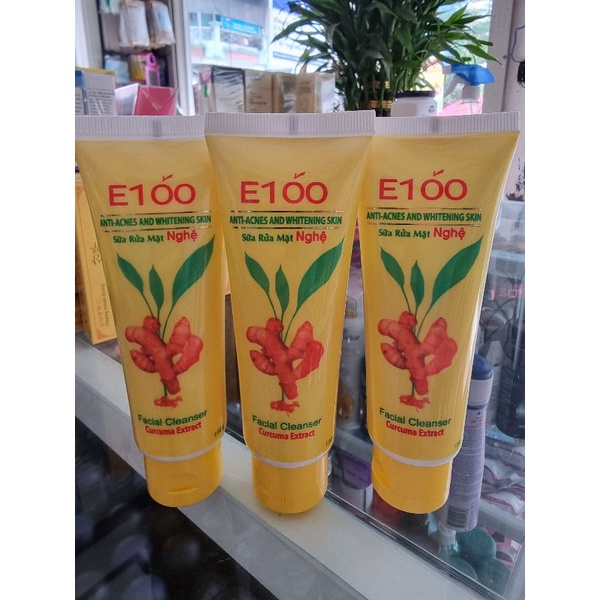 E100
ANTI-ACNES AND WHITENING SKIN
Sữa Rửa Mặt Nghệ
Facial Cleanser
Curcuma Extract
E100
ANTI-ACNES AND WHITENING SKIN
Sữa Rửa Mặt Nghệ
Facial Cleanser
Curcuma Extract
E100
ANTI-ACNES AND WHITENING SKIN
Sữa Rửa Mặt Nghệ
Facial Cleanser
Curcuma Extract